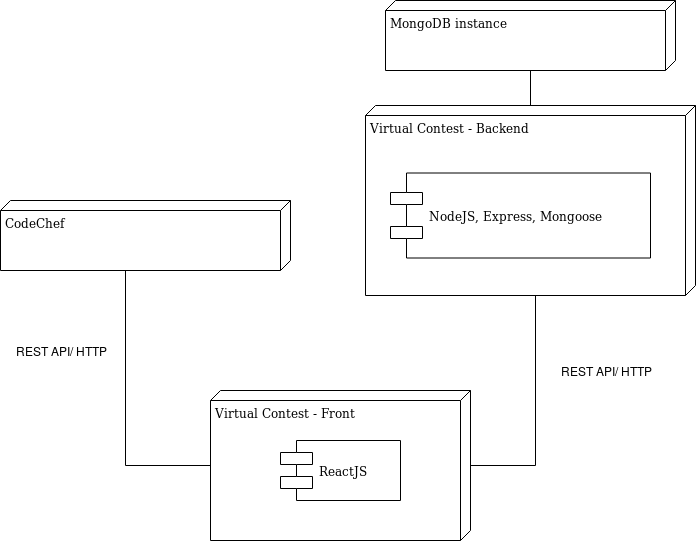 MongoDB instance
Virtual Contest - Backend
NodeJS, Express, Mongoose
CodeChef
REST API/ HTTP
REST API/ HTTP
Virtual Contest - Front
ReactJS